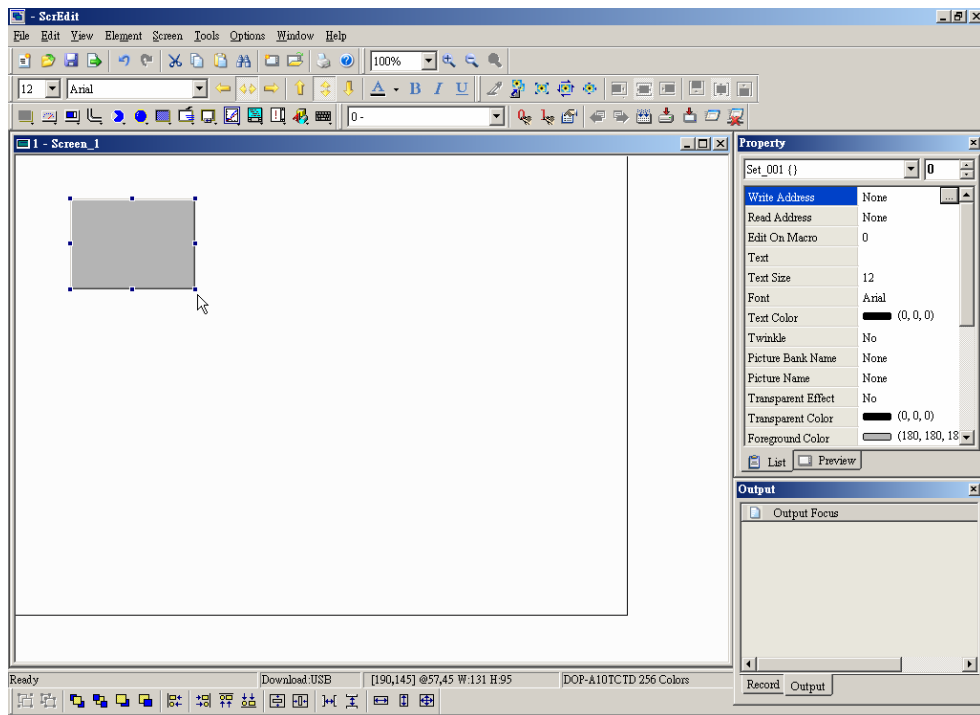 - ScrEdit
File Edit View Element Screen Tools Options Window Help
100%
12 Arial
A B I U
0 -
1 - Screen_1
Property
Set_001 {} 0
Write Address None ...
Read Address None
Edit On Macro 0
Text
Text Size 12
Font Arial
Text Color (0, 0, 0)
Twinkle No
Picture Bank Name None
Picture Name None
Transparent Effect No
Transparent Color (0, 0, 0)
Foreground Color (180, 180, 18
List Preview
Output
Output Focus
Record Output
Ready Download:USB [190,145] @57,45 W:131 H:95 DOP-A10TCTD 256 Colors